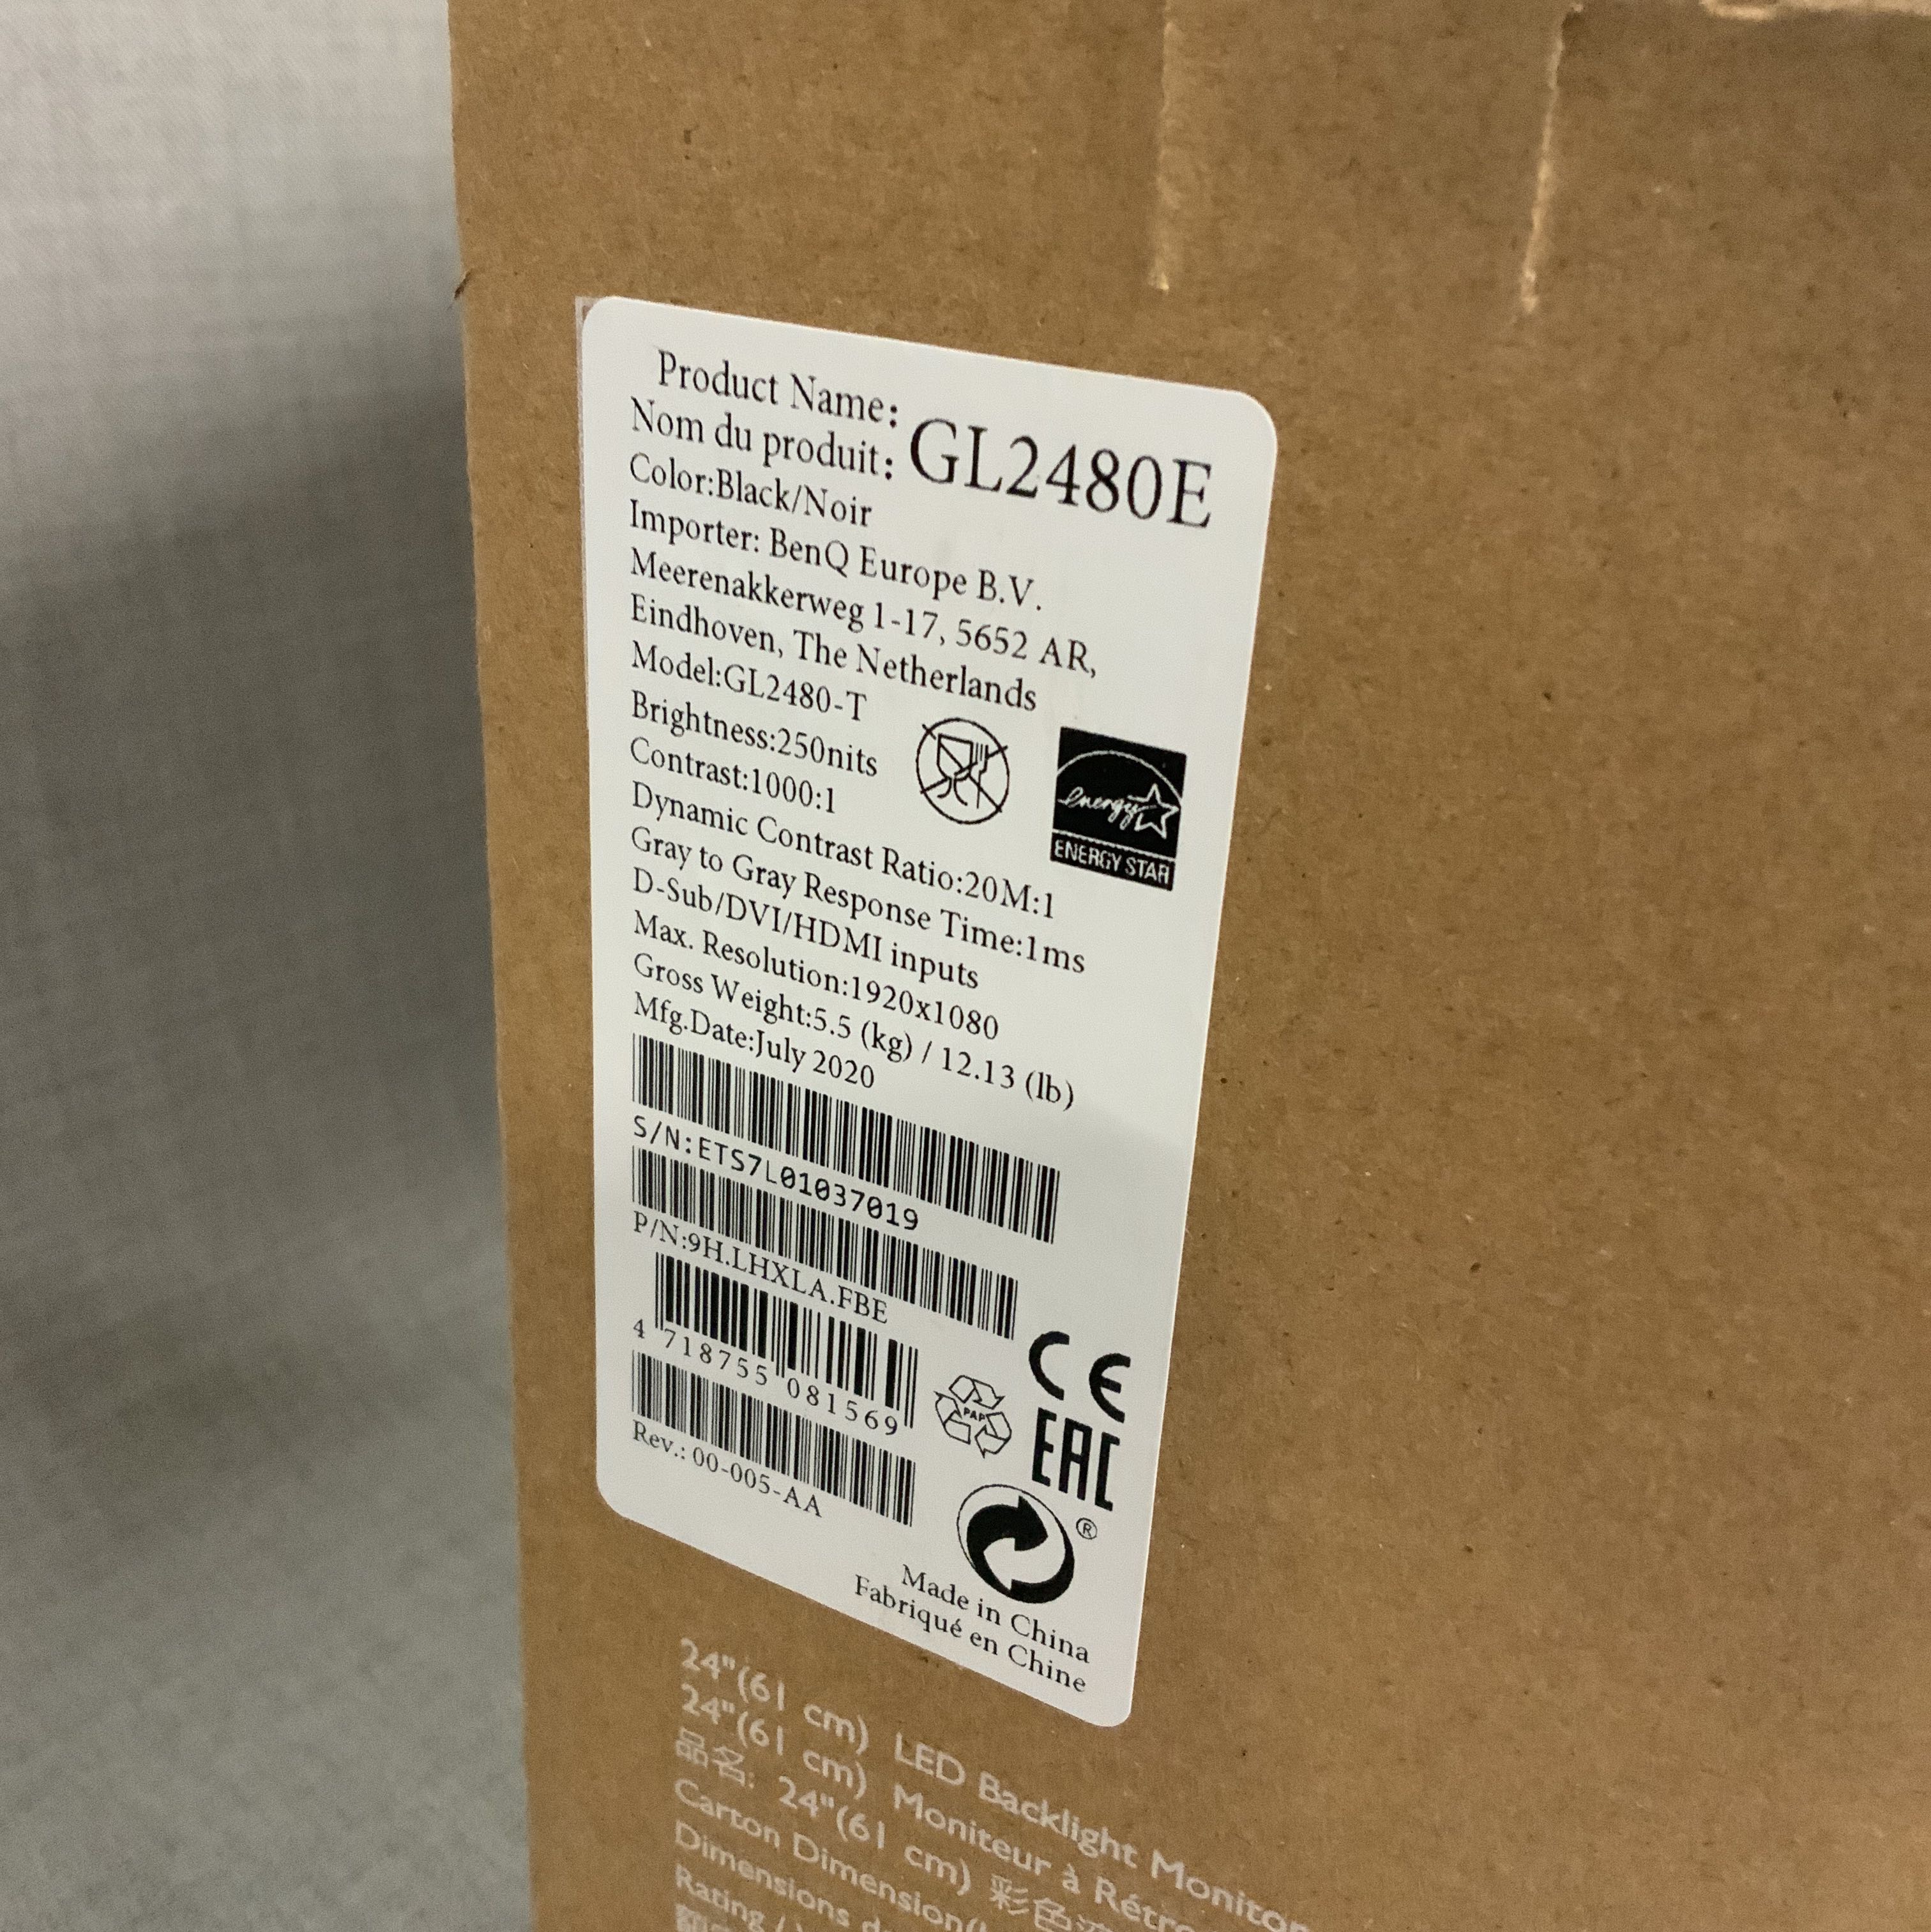 Product Name:
Nom du produit: GL2480E
Color:Black/Noir
Importer: BenQ Europe B.V.
Meerenakkerweg 1-17, 5652 AR,
Eindhoven, The Netherlands
Model:GL2480-T
Brightness:250nits
Contrast:1000:1
Dynamic Contrast Ratio:20M:1
Gray to Gray Response Time:1ms
D-Sub/DVI/HDMI inputs
Max. Resolution:1920x1080
Gross Weight:5.5 (kg) / 12.13 (lb)
Mfg.Date:July 2020
energy
ENERGY STAR
S/N:ETS7L01037019
P/N:9H.LHXLA.FBE
4 718755 081569
Rev.: 00-005-AA
PAP
CE
EAC
®
Made in China
Fabriqué en Chine
24"(61 cm) LED Backlight Monitor
24"(61 cm) Moniteur à Rétro
品名: 24"(61 cm) 彩色
Carton Dimension(
Dimensions
Rating /